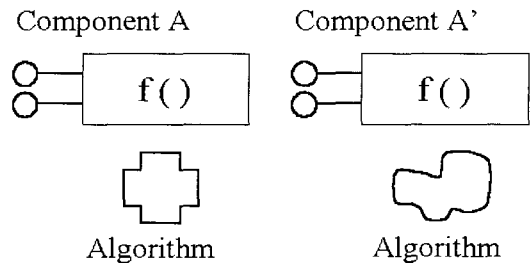 Component A
Component A’
f ( )
f ( )
Algorithm
Algorithm